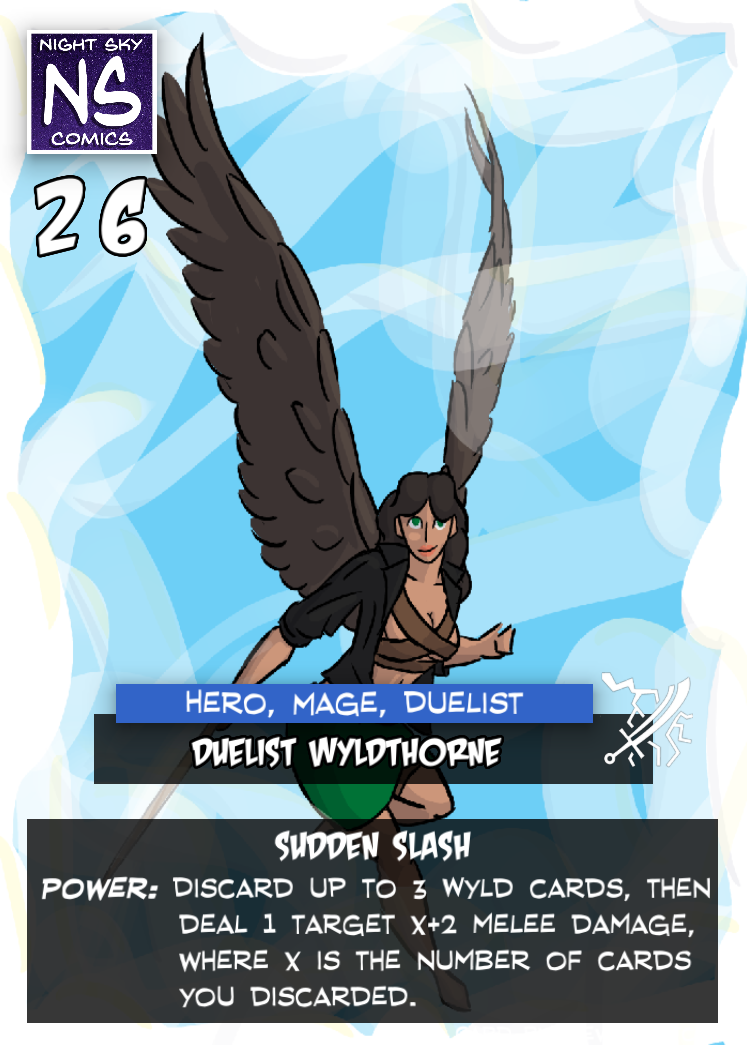 NIGHT SKY
NS
COMICS
26
HERO, MAGE, DUELIST
DUELIST WYLDTHORNE
SUDDEN SLASH
POWER: DISCARD UP TO 3 WYLD CARDS, THEN
DEAL 1 TARGET X+2 MELEE DAMAGE,
WHERE X IS THE NUMBER OF CARDS
YOU DISCARDED.